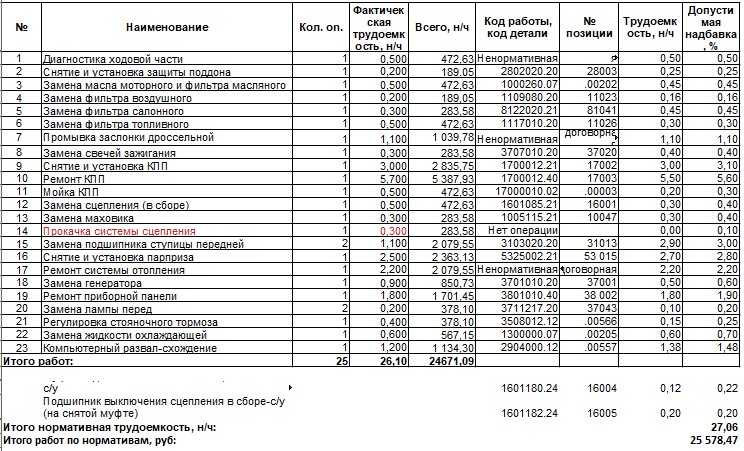 № Наименование Кол. оп. Фактическая трудоемкость, н/ч Всего, н/ч Код работы, код детали № позиции Трудоемкость, н/ч Допустимая надбавка, %
1 Диагностика ходовой части 1 0,500 472,63 Ненормативная 0,50 0,50
2 Снятие и установка защиты поддона 1 0,200 189.05 2802020.20 28003 0,25 0,25
3 Замена масла моторного и фильтра масляного 1 0,500 472,63 1000260.07 .00202 0,45 0,45
4 Замена фильтра воздушного 1 0,200 189,05 1109080.20 11023 0,16 0,16
5 Замена фильтра салонного 1 0,300 283,58 8122020.21 81041 0,45 0,45
6 Замена фильтра топливного 1 0,500 472,63 1117010.20 11026 0,30 0,30
7 Промывка заслонки дроссельной 1 1,100 1 039,78 Ненормативная договорна 1,10 1,10
8 Замена свечей зажигания 1 0,300 283,58 3707010.20 37020 0,40 0,40
9 Снятие и установка КПП 1 3,000 2 835,75 1700012.21 17002 3,00 3,10
10 Ремонт КПП 1 5,700 5 387,93 1700012.40 17003 5,50 5,60
11 Мойка КПП 1 0,500 472,63 17000010.02 .00003 0,20 0,30
12 Замена сцепления (в сборе) 1 0,500 472,63 1601085.21 16001 0,30 0,40
13 Замена маховика 1 0,300 283,58 1005115.21 10047 0,30 0,40
14 Прокачка системы сцепления 1 0,300 283,58 Нет операции 0,00 0,10
15 Замена подшипника ступицы передней 2 1,100 2 079,55 3103020.20 31013 2,90 3,00
16 Снятие и установка парприза 1 2,500 2 363,13 5325002.21 53 015 2,70 2,80
17 Ремонт системы отопления 1 2,200 2 079,55 Ненормативная договорная 2,20 2,20
18 Замена генератора 1 0,900 850,73 3701010.20 37001 0,50 0,60
19 Ремонт приборной панели 1 1,800 1 701,45 3801010.40 38 002 1,80 1,90
20 Замена лампы перед 2 0,200 378,10 3711217.20 37043 0,10 0,20
21 Регулировка стояночного тормоза 1 0,400 378,10 3508012.12 .00566 0,15 0,25
22 Замена жидкости охлаждающей 1 0,600 567,15 1300000.07 .00205 0,60 0,70
23 Компьютерный развал-схождение 1 1,200 1 134,30 2904000.12 .00557 1,38 1,48
Итого работ: 25 26,10 24671,09
с/у 1601180.24 16004 0,12 0,22
Подшипник выключения сцепления в сборе-с/у
(на снятой муфте) 1601182.24 16005 0,20 0,20
Итого нормативная трудоемкость, н/ч: 27,06
Итого работ по нормативам, руб: 25 578,47